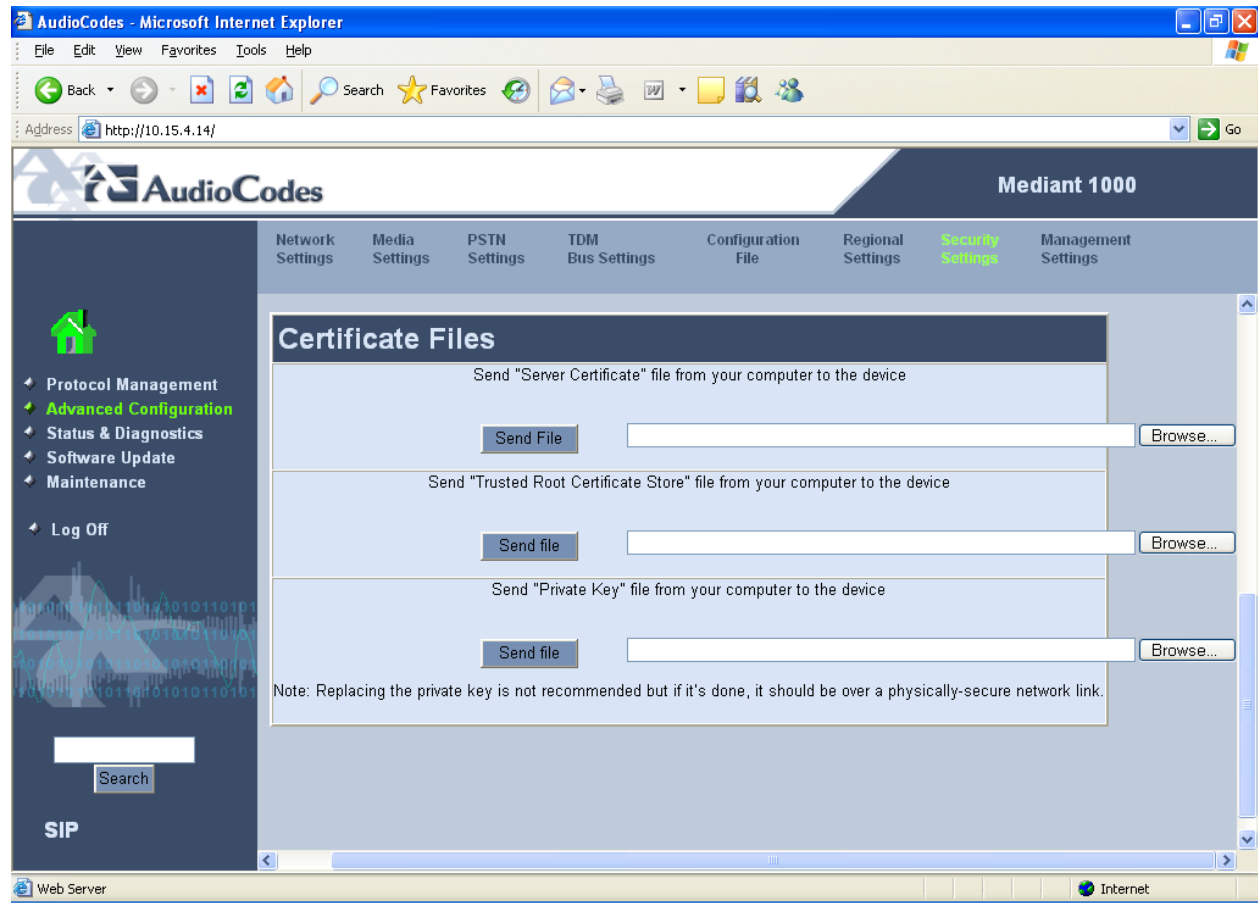 AudioCodes - Microsoft Internet Explorer
File Edit View Favorites Tools Help
Back Search Favorites
Address http://10.15.4.14/ Go
AudioCodes
Mediant 1000
Network Settings
Media Settings
PSTN Settings
TDM Bus Settings
Configuration File
Regional Settings
Security Settings
Management Settings
Protocol Management
Advanced Configuration
Status & Diagnostics
Software Update
Maintenance
Log Off
Search
SIP
Certificate Files
Send "Server Certificate" file from your computer to the device
Send File Browse...
Send "Trusted Root Certificate Store" file from your computer to the device
Send file Browse...
Send "Private Key" file from your computer to the device
Send file Browse...
Note: Replacing the private key is not recommended but if it's done, it should be over a physically-secure network link.
Web Server Internet